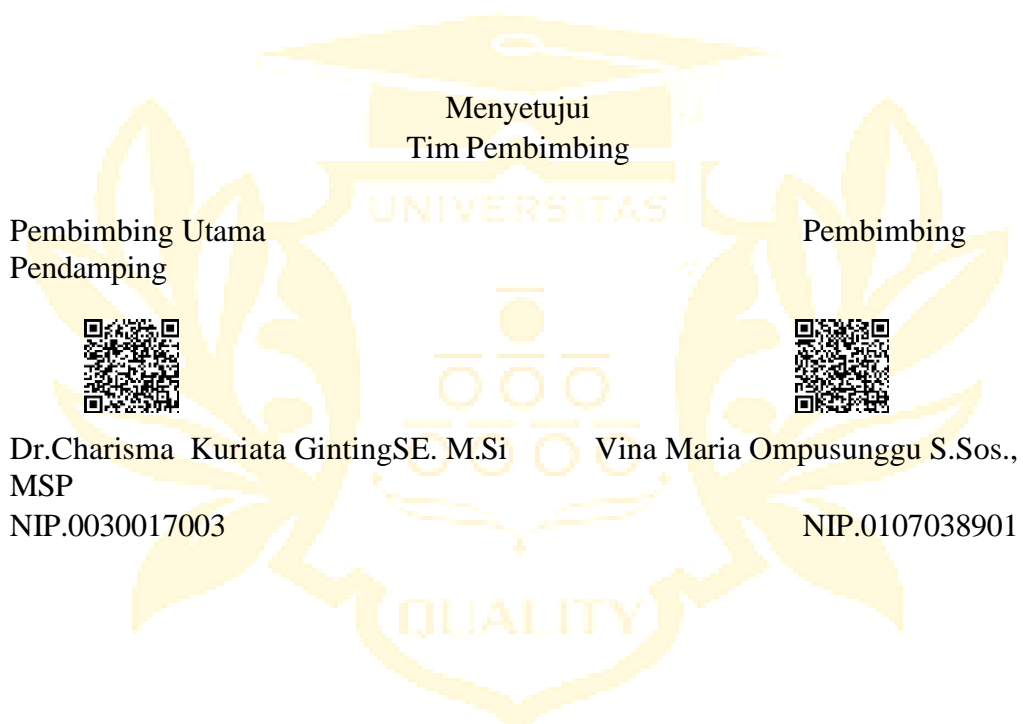 Menyetujui
Tim Pembimbing
UNIVERSITAS
Pembimbing Utama Pembimbing
Pendamping
Dr.Charisma Kuriata GintingSE. M.Si Vina Maria Ompusunggu S.Sos.,
MSP
NIP.0030017003 NIP.0107038901
QUALITY